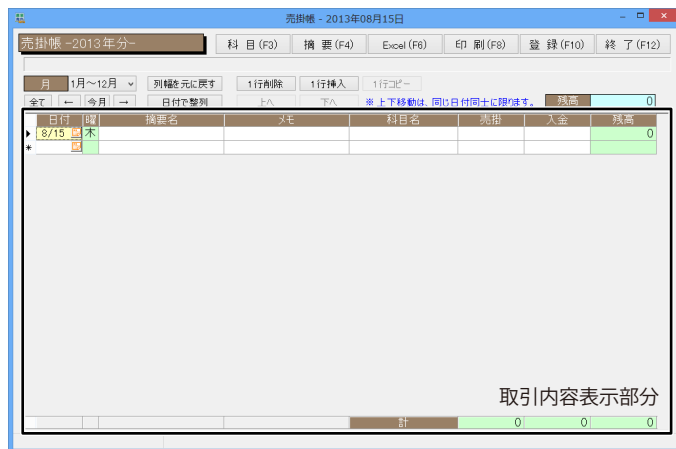 売掛帳 - 2013年08月15日
売掛帳 −2013年分−
科 目 (F3) 摘 要 (F4) Excel (F6) 印 刷 (F8) 登 録 (F10) 終 了 (F12)
月 1月～12月 列幅を元に戻す 1行削除 1行挿入 1行コピー
全て ← 今月 → 日付で整列 上へ 下へ ※ 上下移動は、同じ日付同士に限ります。 残高 0
日付 曜 摘要名 メモ 科目名 売掛 入金 残高
8/15 木 0
取引内容表示部分
計 0 0 0